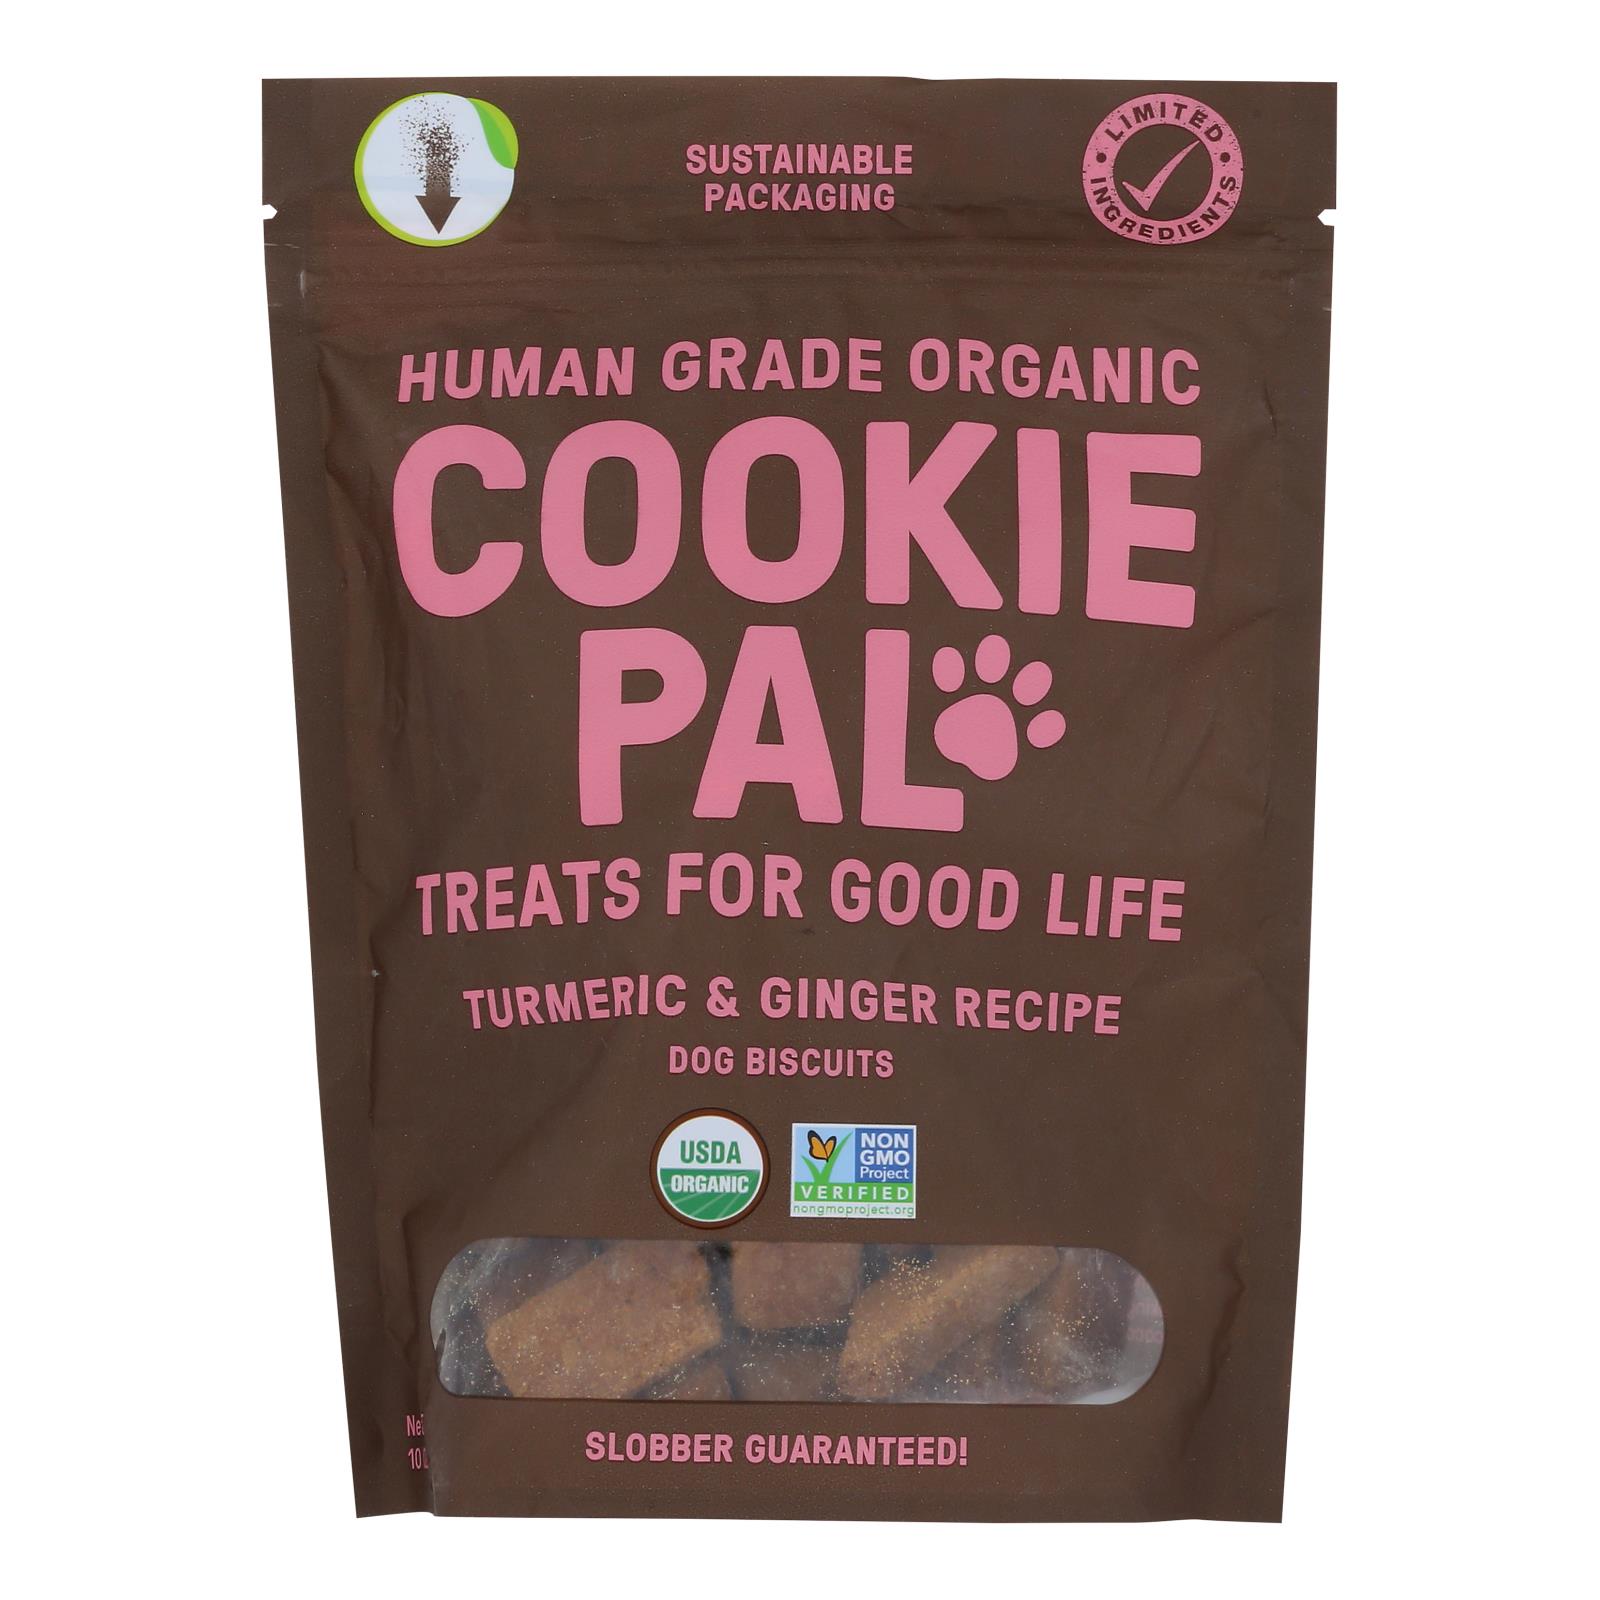 SUSTAINABLE
PACKAGING
LIMITED
INGREDIENTS
HUMAN GRADE ORGANIC
COOKIE
PAL
TREATS FOR GOOD LIFE
TURMERIC & GINGER RECIPE
DOG BISCUITS
USDA
ORGANIC
NON
GMO
Project
VERIFIED
nongmoproject.org
SLOBBER GUARANTEED!